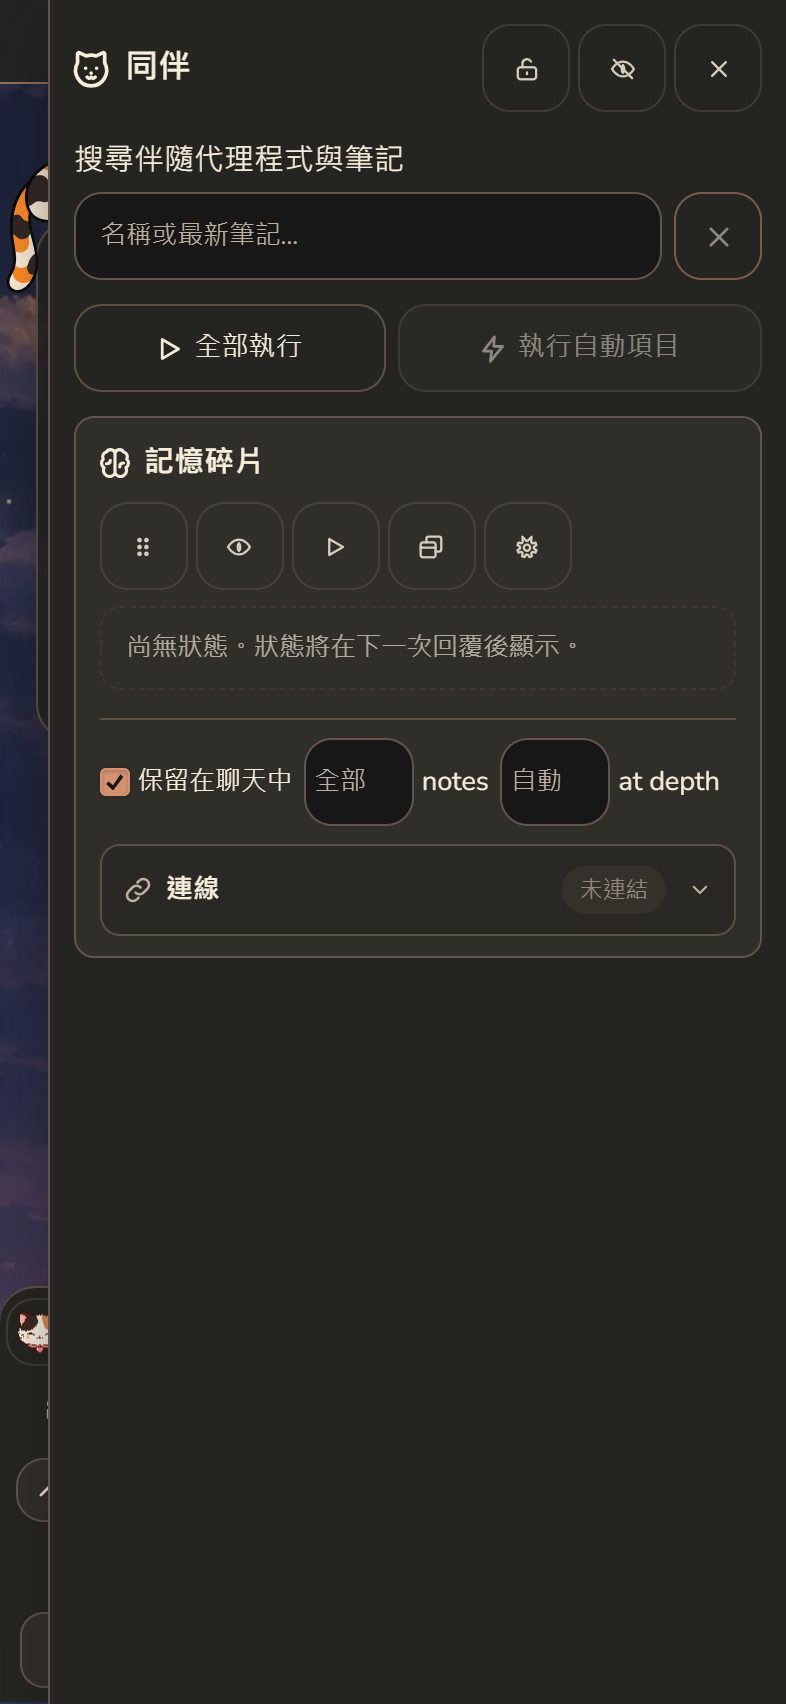 同伴
搜尋伴隨代理程式與筆記
名稱或最新筆記...
全部執行
執行自動項目
記憶碎片
尚無狀態。狀態將在下一次回覆後顯示。
保留在聊天中 全部 notes 自動 at depth
連線
未連結